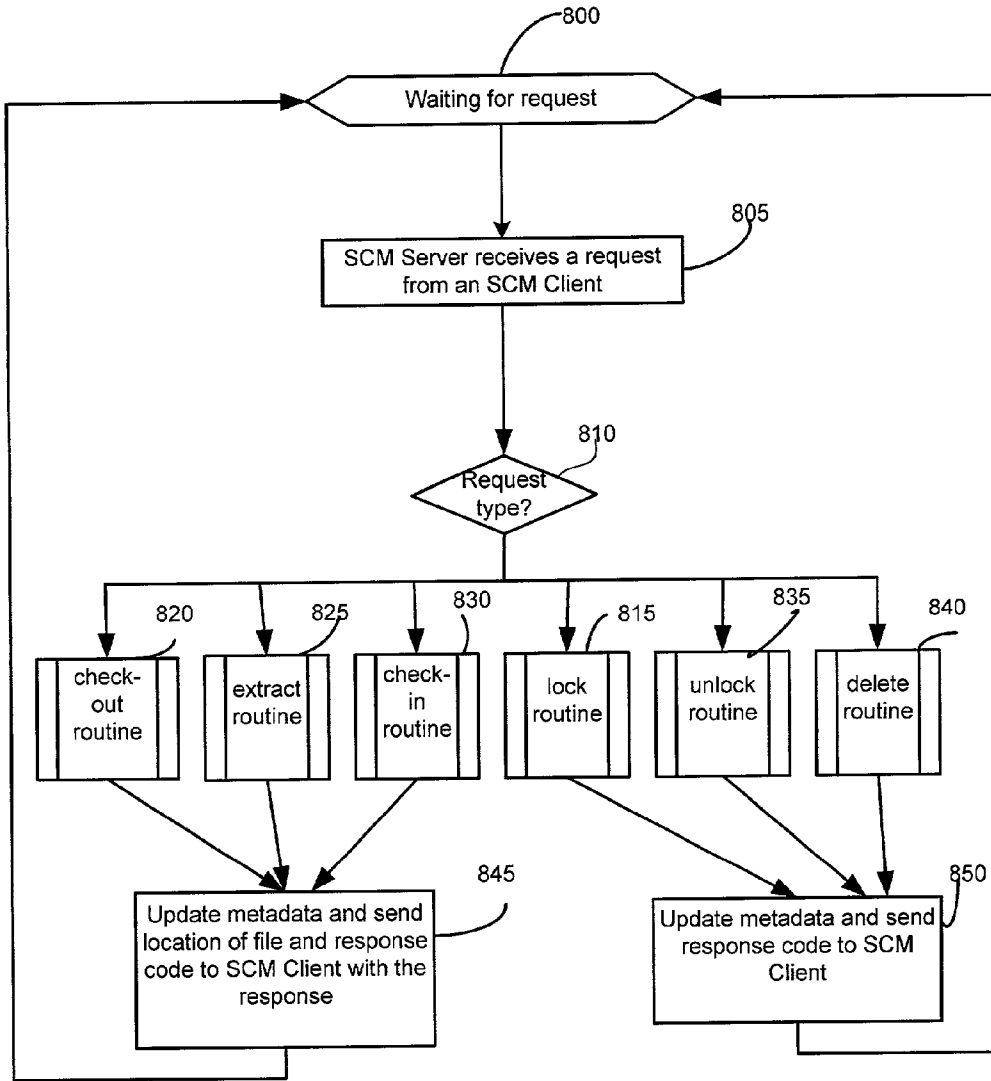 800
Waiting for request
805
SCM Server receives a request
from an SCM Client
810
Request
type?
820
825
830
815
835
840
check-
out
routine
extract
routine
check-
in
routine
lock
routine
unlock
routine
delete
routine
845
Update metadata and send
location of file and response
code to SCM Client with the
response
850
Update metadata and send
response code to SCM
Client